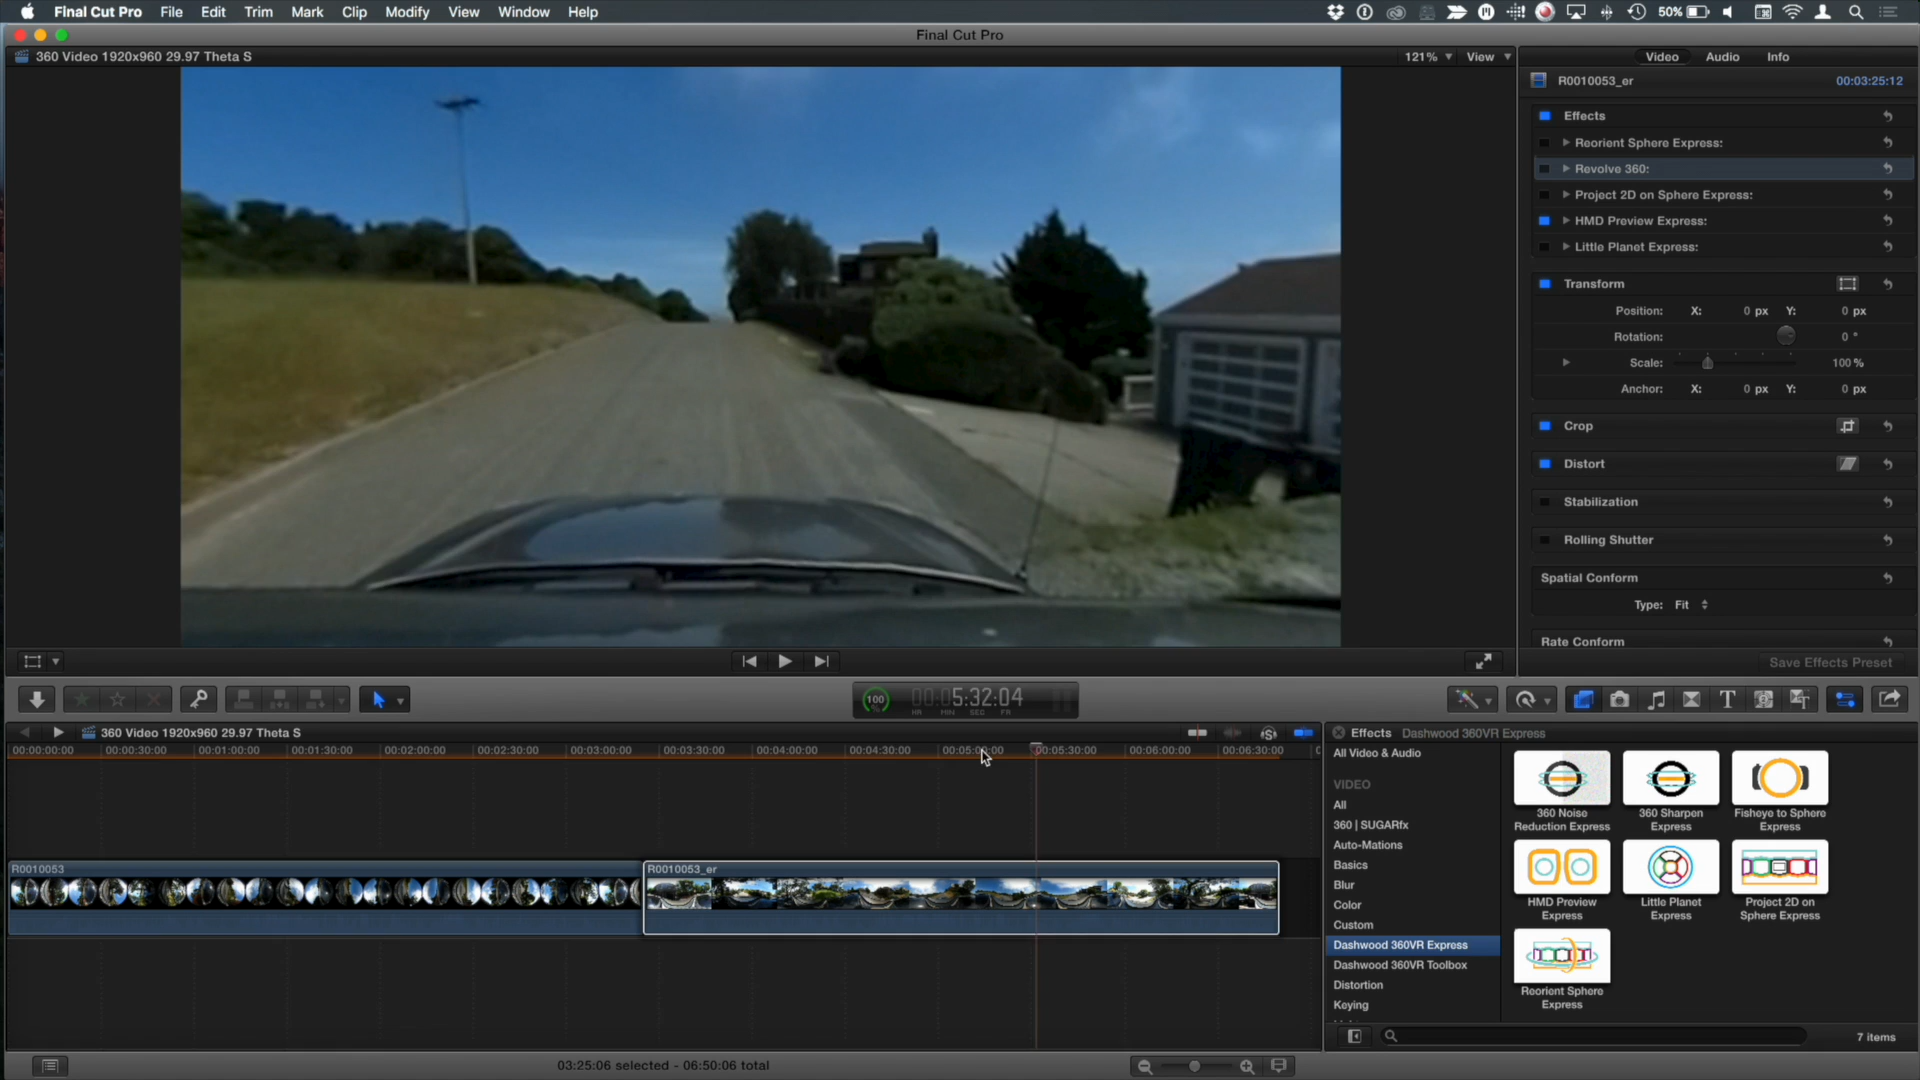 Final Cut Pro File Edit Trim Mark Clip Modify View Window Help 50%
Final Cut Pro
360 Video 1920x960 29.97 Theta S 121% View Video Audio Info
R0010053_er 00:03:25:12
Effects
Reorient Sphere Express:
Revolve 360:
Project 2D on Sphere Express:
HMD Preview Express:
Little Planet Express:
Transform
Position: X: 0 px Y: 0 px
Rotation: 0 °
Scale: 100 %
Anchor: X: 0 px Y: 0 px
Crop
Distort
Stabilization
Rolling Shutter
Spatial Conform
Type: Fit
Rate Conform
Save Effects Preset
100 00:05:32:04
HR MIN SEC FR
360 Video 1920x960 29.97 Theta S
00:00:00:00 00:00:30:00 00:01:00:00 00:01:30:00 00:02:00:00 00:02:30:00 00:03:00:00 00:03:30:00 00:04:00:00 00:04:30:00 00:05:00:00 00:05:30:00 00:06:00:00 00:06:30:00
R0010053
R0010053_er
03:25:06 selected - 06:50:06 total
Effects Dashwood 360VR Express
All Video & Audio
VIDEO
All
360 | SUGARfx
Auto-Mations
Basics
Blur
Color
Custom
Dashwood 360VR Express
Dashwood 360VR Toolbox
Distortion
Keying
360 Noise
Reduction Express
360 Sharpen
Express
Fisheye to Sphere
Express
HMD Preview
Express
Little Planet
Express
Project 2D on
Sphere Express
Reorient Sphere
Express
7 items